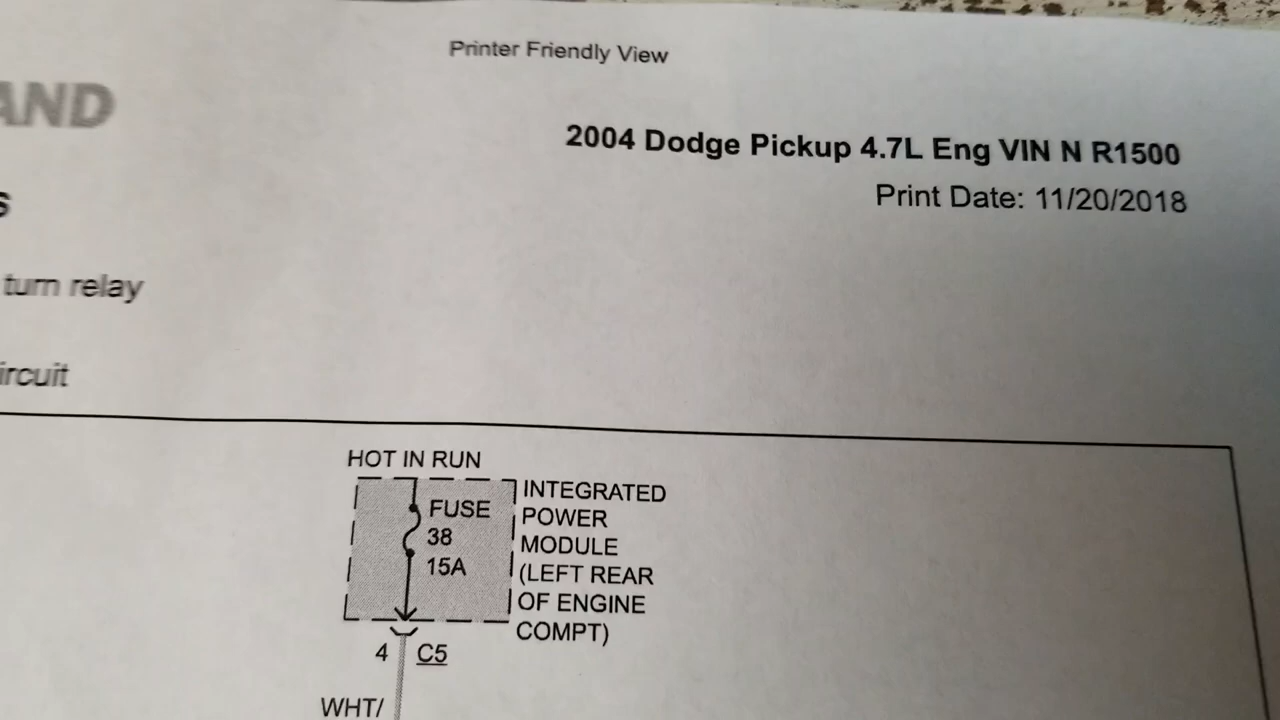 Printer Friendly View
AND
2004 Dodge Pickup 4.7L Eng VIN N R1500
Print Date: 11/20/2018
S
turn relay
ircuit
HOT IN RUN
FUSE
38
15A
INTEGRATED
POWER
MODULE
(LEFT REAR
OF ENGINE
COMPT)
4 C5
WHT/